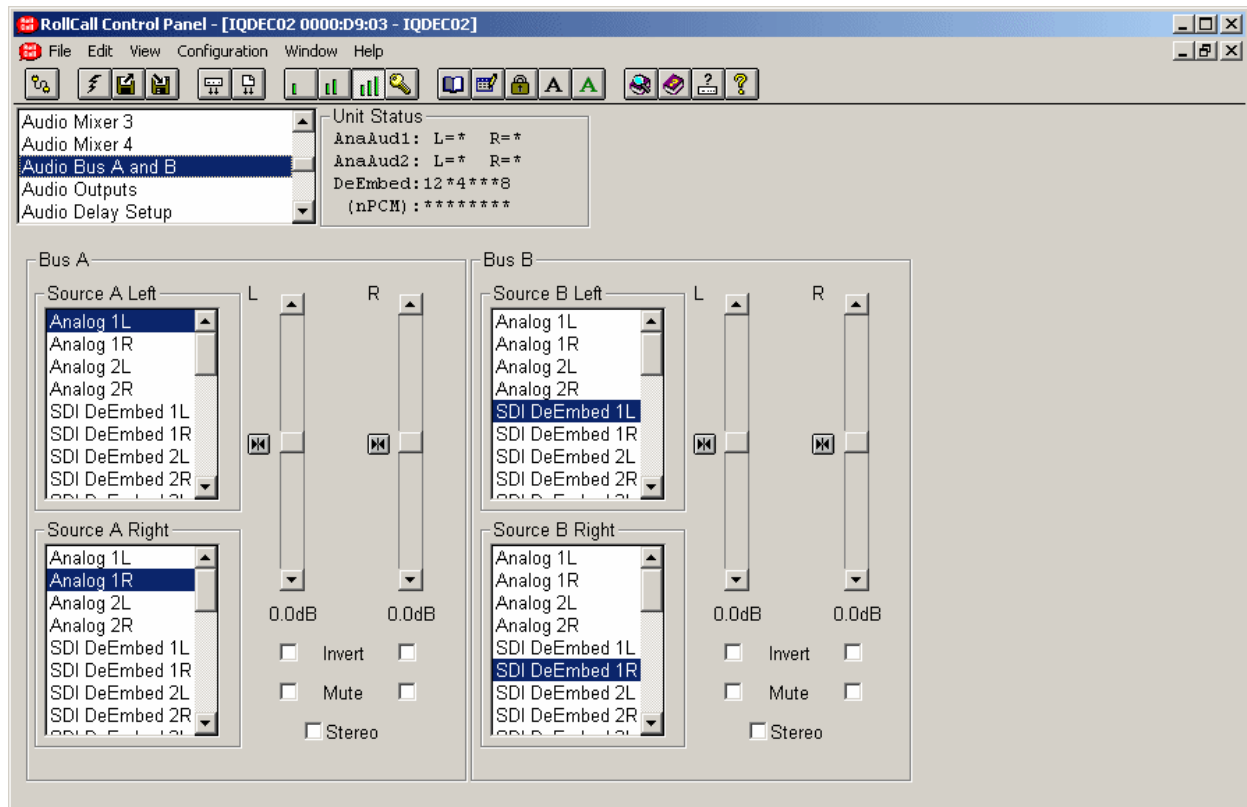 RollCall Control Panel - [IQDEC02 0000:D9:03 - IQDEC02]
File Edit View Configuration Window Help
Audio Mixer 3
Audio Mixer 4
Audio Bus A and B
Audio Outputs
Audio Delay Setup
Unit Status
AnaAud1: L=* R=*
AnaAud2: L=* R=*
DeEmbed:12*4***8
(nPCM):********
Bus A
Source A Left
Analog 1L
Analog 1R
Analog 2L
Analog 2R
SDI DeEmbed 1L
SDI DeEmbed 1R
SDI DeEmbed 2L
SDI DeEmbed 2R
L R
Source A Right
Analog 1L
Analog 1R
Analog 2L
Analog 2R
SDI DeEmbed 1L
SDI DeEmbed 1R
SDI DeEmbed 2L
SDI DeEmbed 2R
0.0dB 0.0dB
Invert
Mute
Stereo
Bus B
Source B Left
Analog 1L
Analog 1R
Analog 2L
Analog 2R
SDI DeEmbed 1L
SDI DeEmbed 1R
SDI DeEmbed 2L
SDI DeEmbed 2R
L R
Source B Right
Analog 1L
Analog 1R
Analog 2L
Analog 2R
SDI DeEmbed 1L
SDI DeEmbed 1R
SDI DeEmbed 2L
SDI DeEmbed 2R
0.0dB 0.0dB
Invert
Mute
Stereo